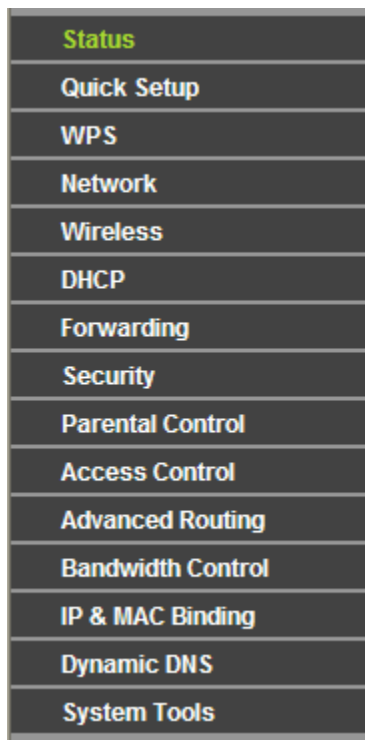 Status
Quick Setup
WPS
Network
Wireless
DHCP
Forwarding
Security
Parental Control
Access Control
Advanced Routing
Bandwidth Control
IP & MAC Binding
Dynamic DNS
System Tools